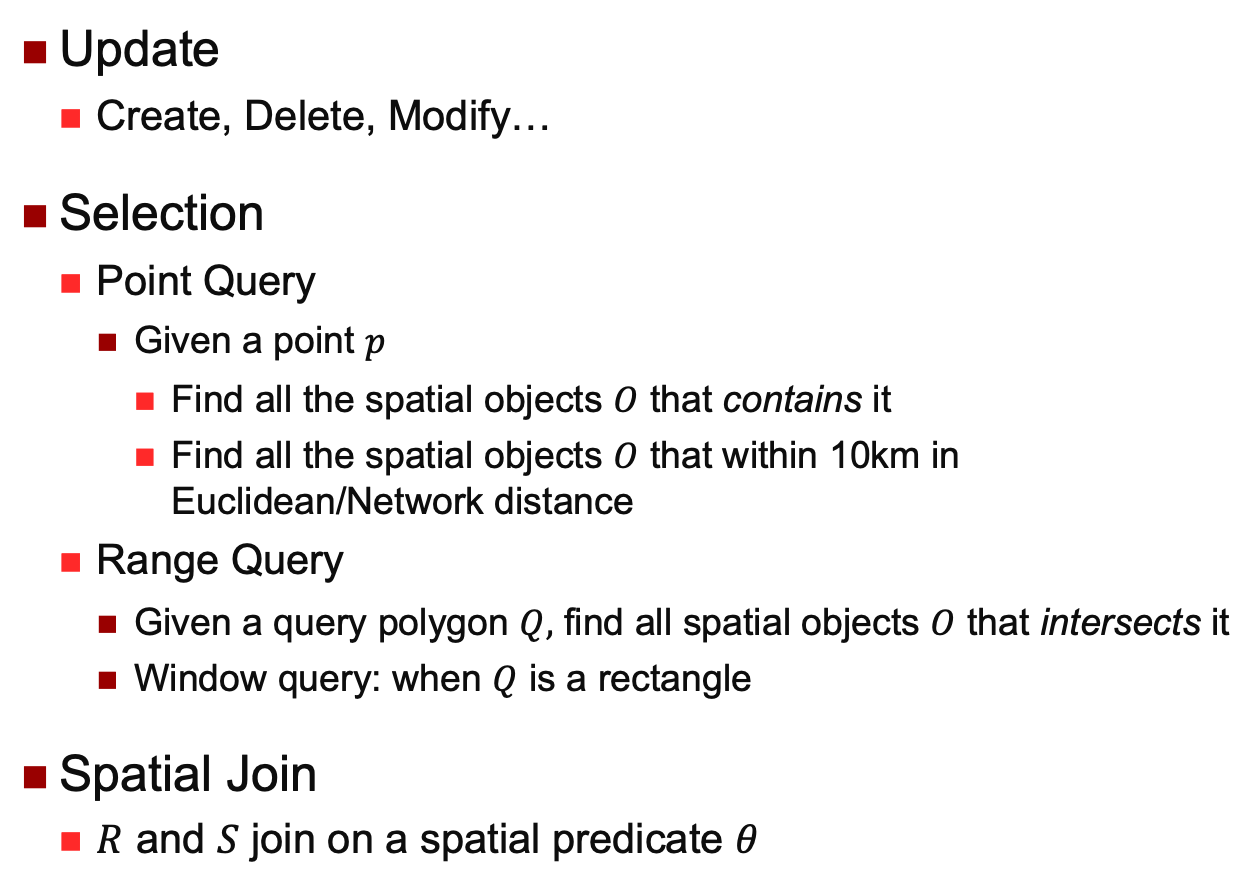 Update
Create, Delete, Modify…
Selection
Point Query
Given a point 𝑝
Find all the spatial objects 𝑂 that contains it
Find all the spatial objects 𝑂 that within 10km in
Euclidean/Network distance
Range Query
Given a query polygon 𝑄, find all spatial objects 𝑂 that intersects it
Window query: when 𝑄 is a rectangle
Spatial Join
𝑅 and 𝑆 join on a spatial predicate 𝜃